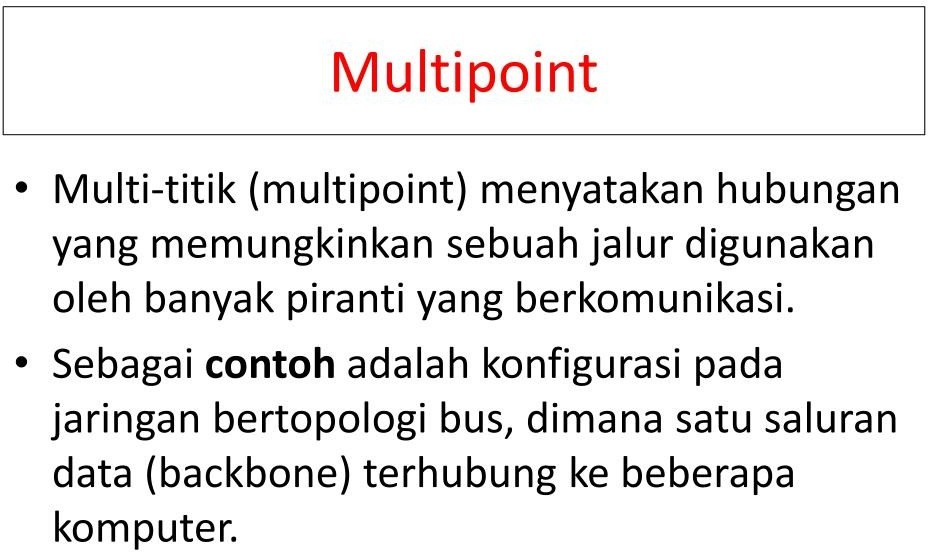 Multipoint
• Multi-titik (multipoint) menyatakan hubungan
yang memungkinkan sebuah jalur digunakan
oleh banyak piranti yang berkomunikasi.
• Sebagai contoh adalah konfigurasi pada
jaringan bertopologi bus, dimana satu saluran
data (backbone) terhubung ke beberapa
komputer.